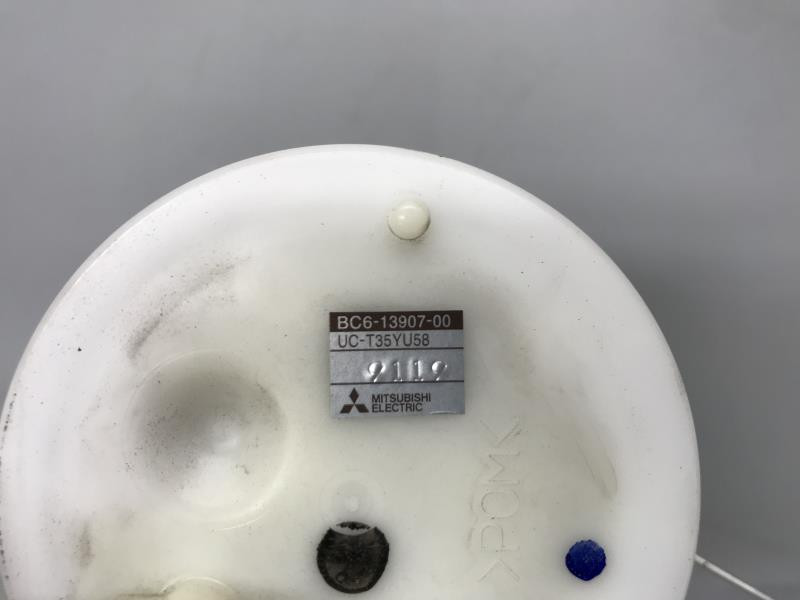 BC6-13907-00
UC-T35YU58
9119
MITSUBISHI
ELECTRIC
>POM<